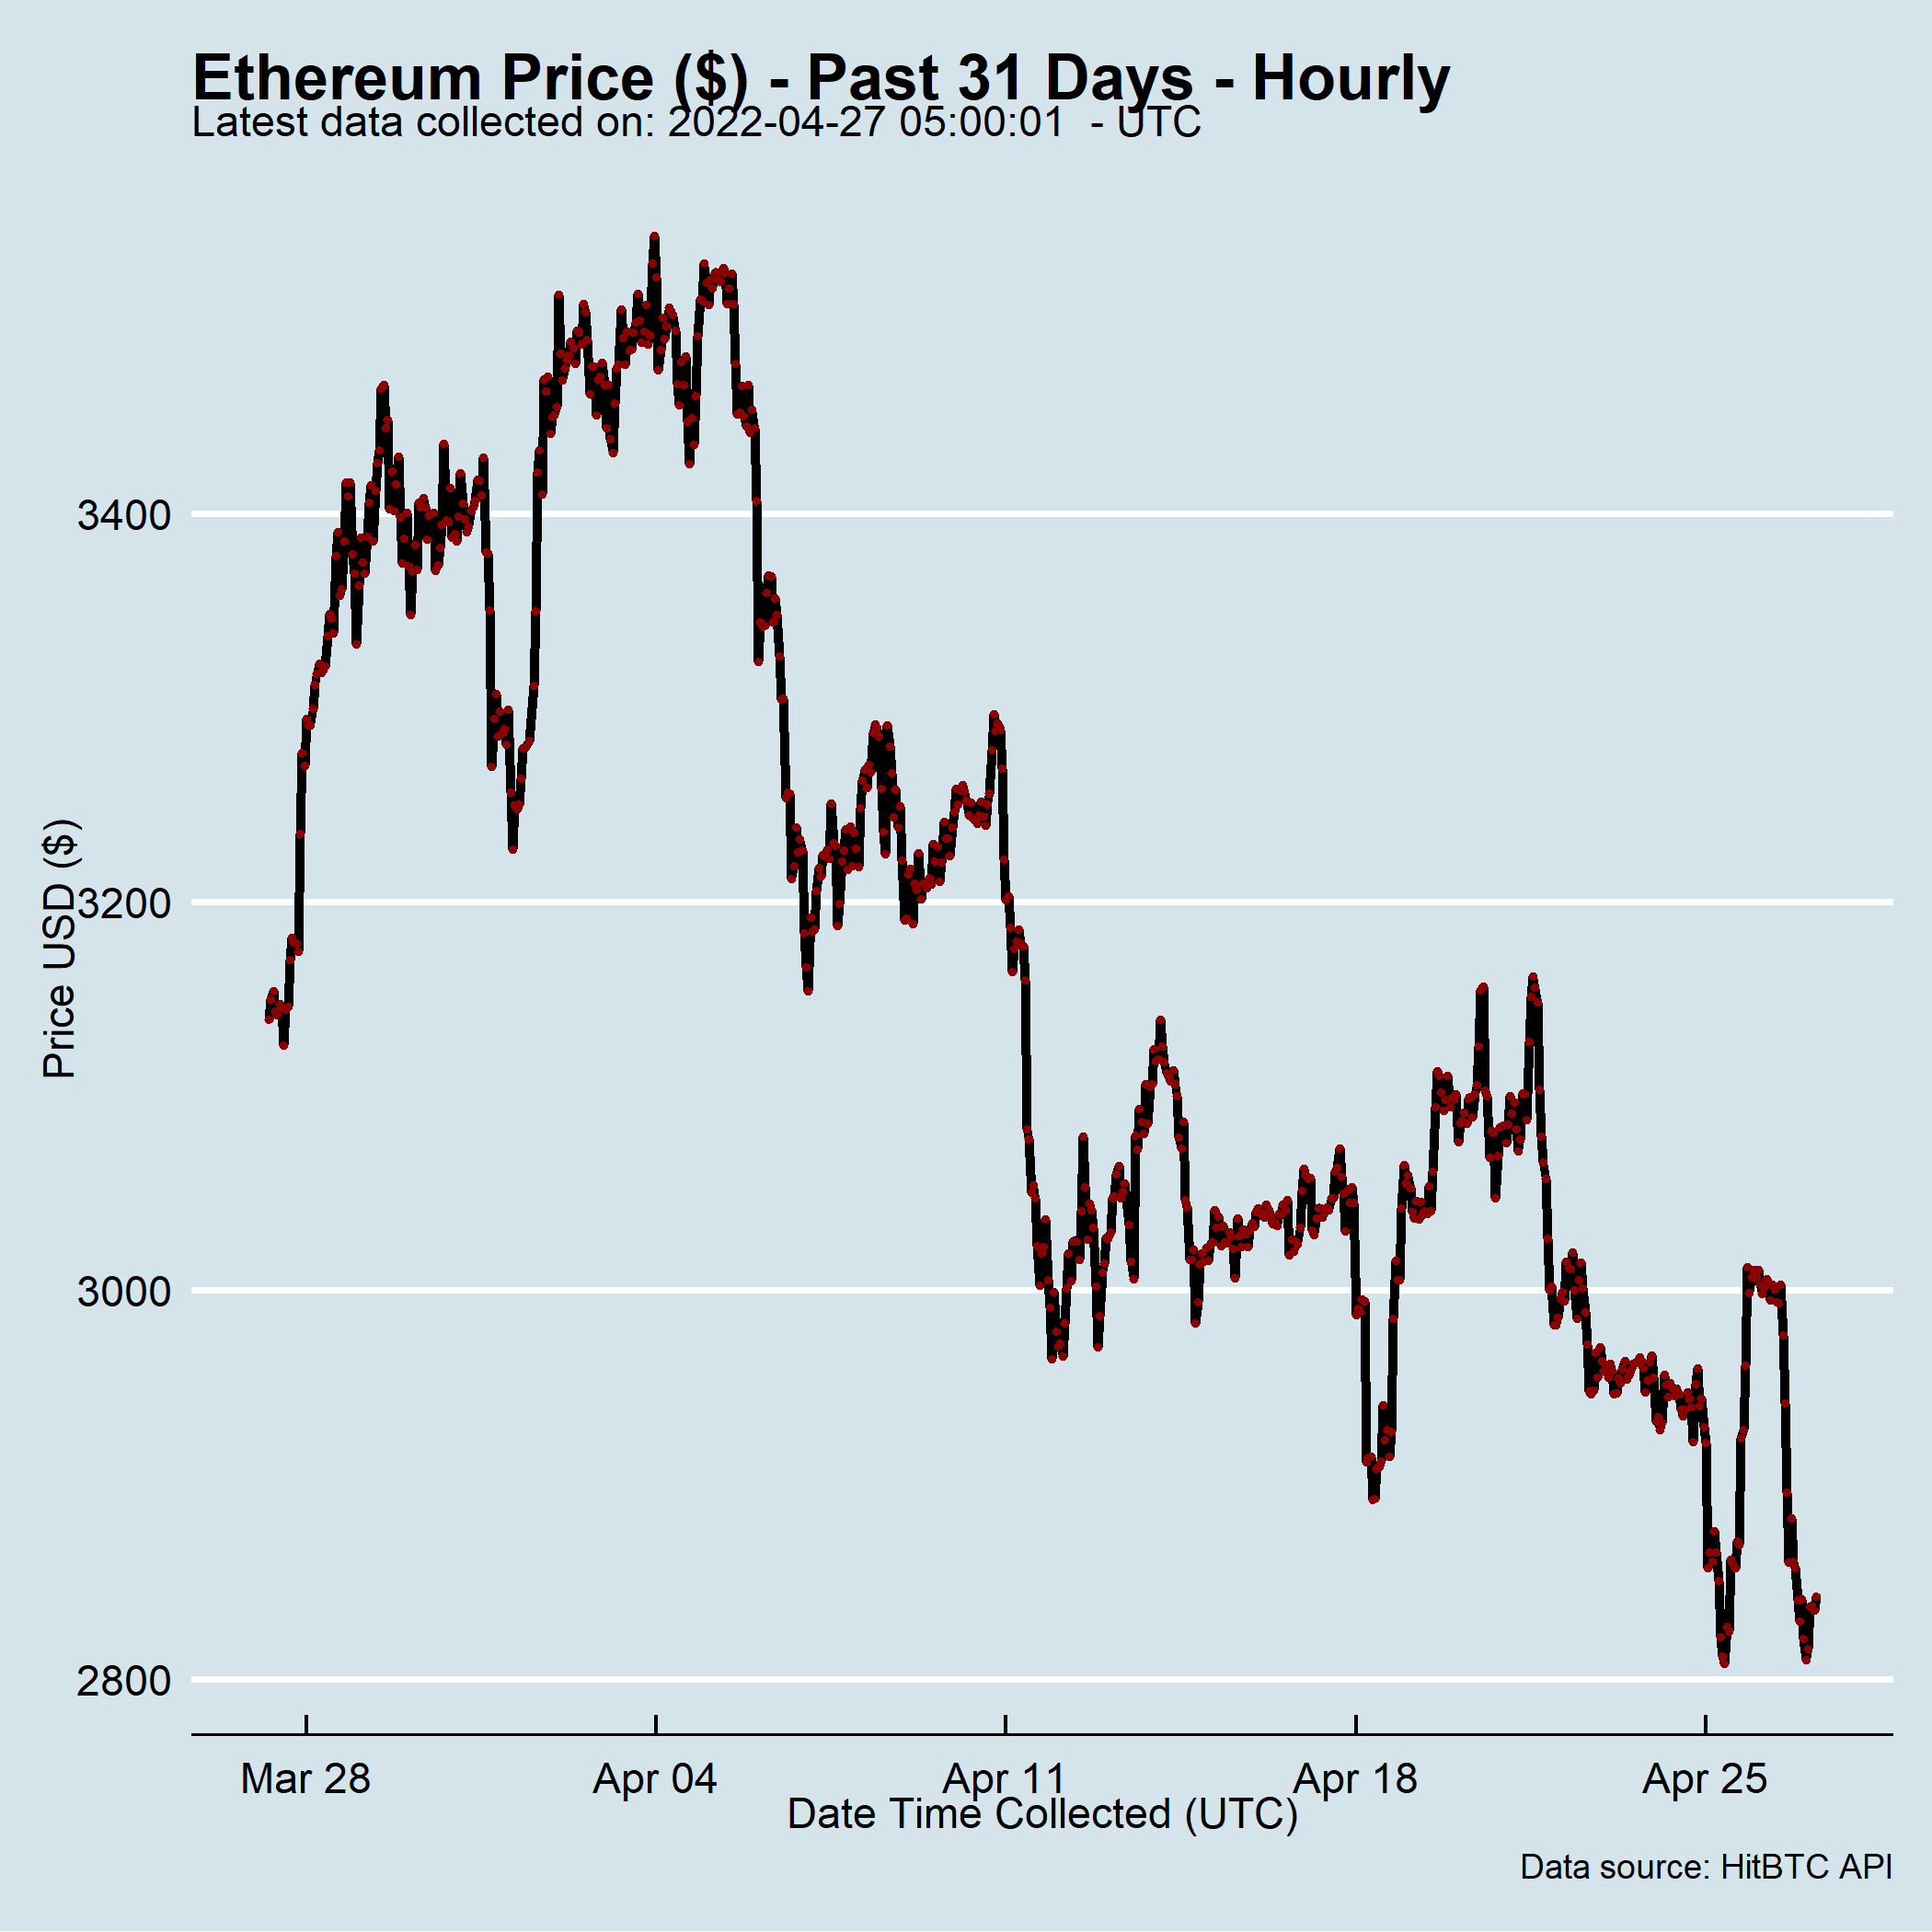 Ethereum Price ($) - Past 31 Days - Hourly
Latest data collected on: 2022-04-27 05:00:01  - UTC
Price USD ($)
3400
3200
3000
2800
Mar 28
Apr 04
Apr 11
Apr 18
Apr 25
Date Time Collected (UTC)
Data source: HitBTC API